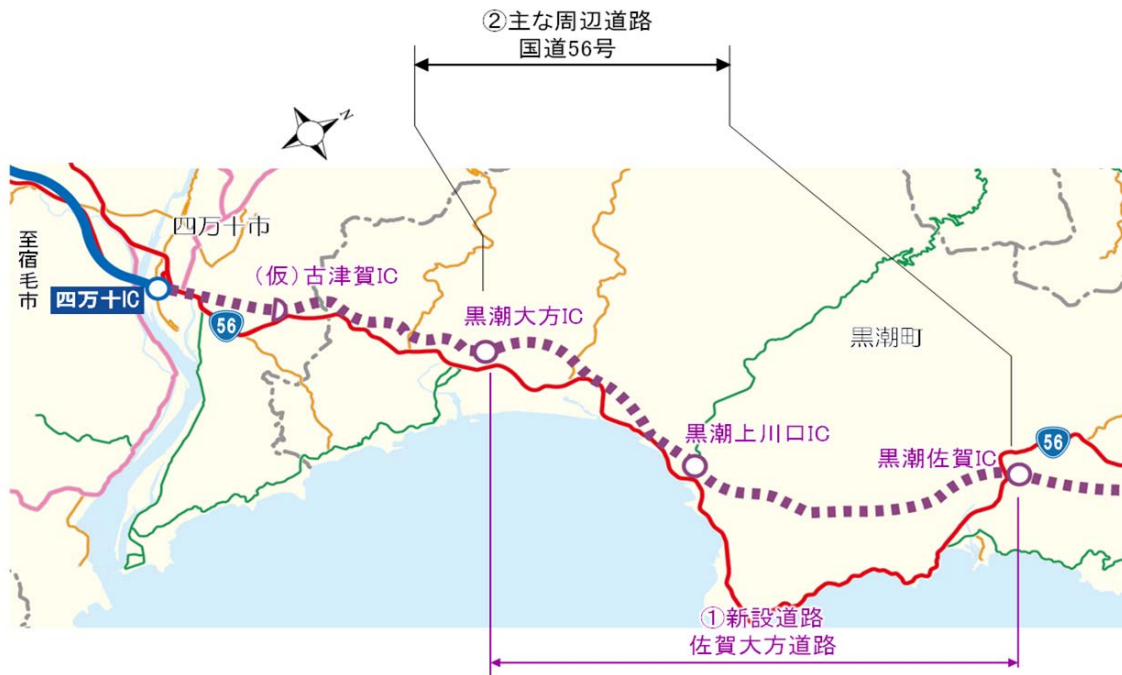 ②主な周辺道路
国道56号
N
四万十市
至宿毛市
四万十IC
(仮)古津賀IC
56
黒潮大方IC
黒潮町
黒潮上川口IC
黒潮佐賀IC
56
①新設道路
佐賀大方道路